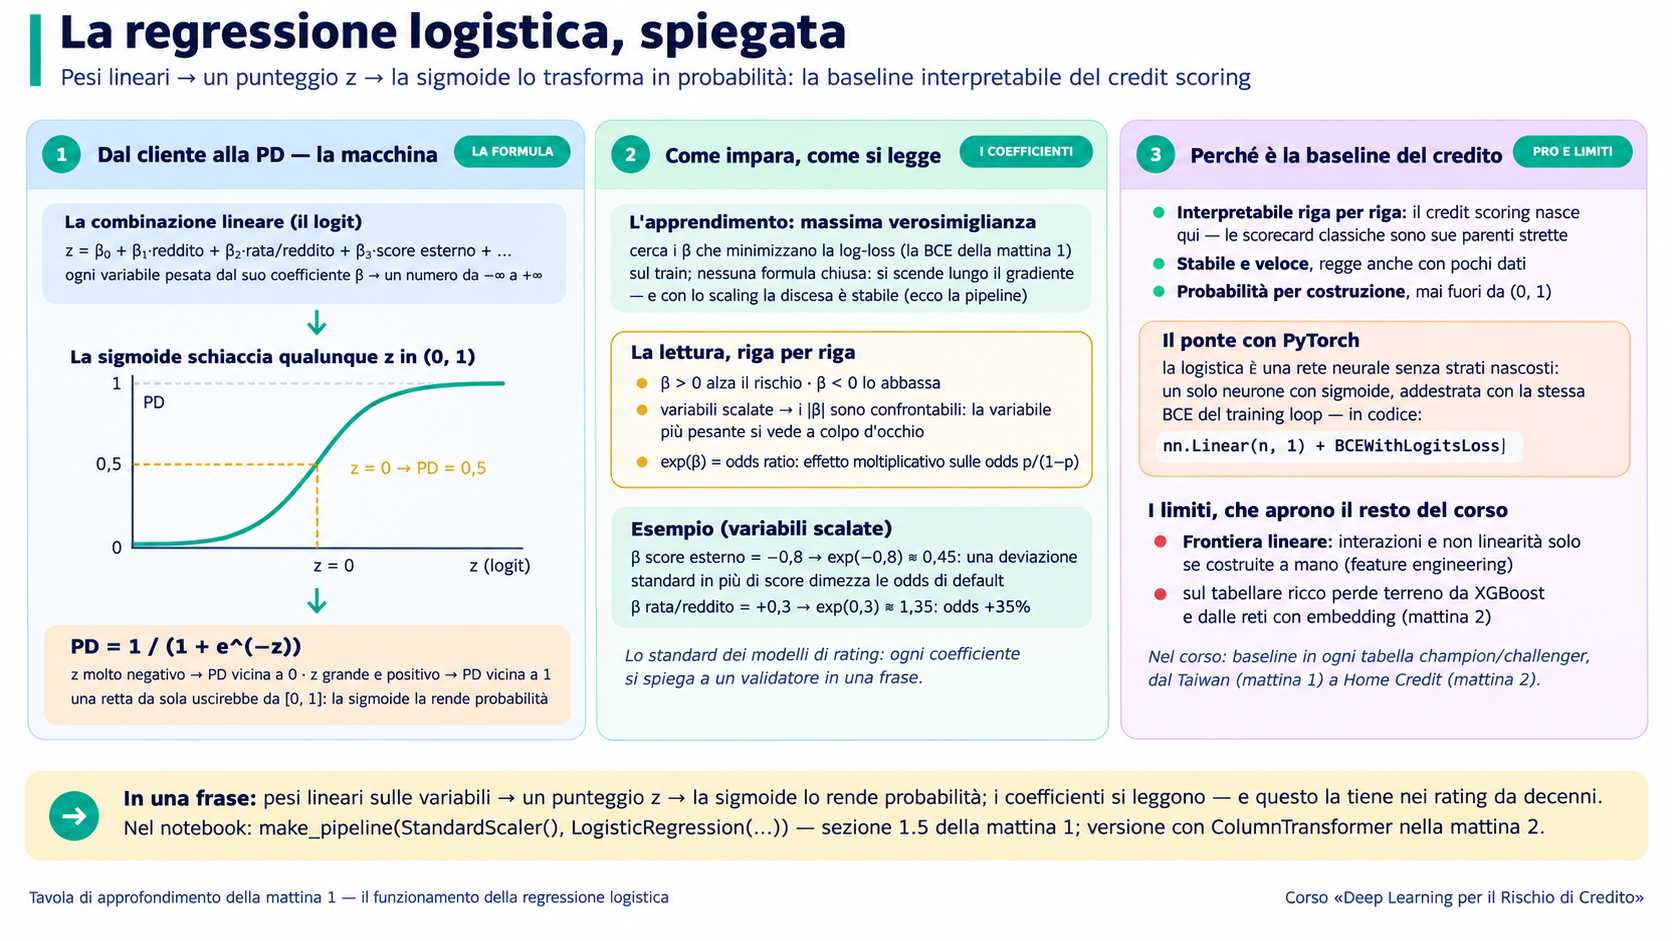 La regressione logistica, spiegata
Pesi lineari → un punteggio z → la sigmoide lo trasforma in probabilità: la baseline interpretabile del credit scoring
1 Dal cliente alla PD — la macchina LA FORMULA
La combinazione lineare (il logit)
z = β₀ + β₁·reddito + β₂·rata/reddito + β₃·score esterno + ...
ogni variabile pesata dal suo coefficiente β → un numero da −∞ a +∞
↓
La sigmoide schiaccia qualunque z in (0, 1)
1
PD
0,5
z = 0 → PD = 0,5
0
z = 0
z (logit)
↓
PD = 1 / (1 + e^(−z))
z molto negativo → PD vicina a 0 · z grande e positivo → PD vicina a 1
una retta da sola uscirebbe da [0, 1]: la sigmoide la rende probabilità
2 Come impara, come si legge I COEFFICIENTI
L'apprendimento: massima verosimiglianza
cerca i β che minimizzano la log-loss (la BCE della mattina 1)
sul train; nessuna formula chiusa: si scende lungo il gradiente
— e con lo scaling la discesa è stabile (ecco la pipeline)
La lettura, riga per riga
β > 0 alza il rischio · β < 0 lo abbassa
variabili scalate → i |β| sono confrontabili: la variabile
più pesante si vede a colpo d'occhio
exp(β) = odds ratio: effetto moltiplicativo sulle odds p/(1−p)
Esempio (variabili scalate)
β score esterno = −0,8 → exp(−0,8) ≈ 0,45: una deviazione
standard in più di score dimezza le odds di default
β rata/reddito = +0,3 → exp(0,3) ≈ 1,35: odds +35%
Lo standard dei modelli di rating: ogni coefficiente
si spiega a un validatore in una frase.
3 Perché è la baseline del credito PRO E LIMITI
Interpretabile riga per riga: il credit scoring nasce
qui — le scorecard classiche sono sue parenti strette
Stabile e veloce, regge anche con pochi dati
Probabilità per costruzione, mai fuori da (0, 1)
Il ponte con PyTorch
la logistica È una rete neurale senza strati nascosti:
un solo neurone con sigmoide, addestrata con la stessa
BCE del training loop — in codice:
nn.Linear(n, 1) + BCEWithLogitsLoss|
I limiti, che aprono il resto del corso
Frontiera lineare: interazioni e non linearità solo
se costruite a mano (feature engineering)
sul tabellare ricco perde terreno da XGBoost
e dalle reti con embedding (mattina 2)
Nel corso: baseline in ogni tabella champion/challenger,
dal Taiwan (mattina 1) a Home Credit (mattina 2).
→ In una frase: pesi lineari sulle variabili → un punteggio z → la sigmoide lo rende probabilità; i coefficienti si leggono — e questo la tiene nei rating da decenni.
Nel notebook: make_pipeline(StandardScaler(), LogisticRegression(...)) — sezione 1.5 della mattina 1; versione con ColumnTransformer nella mattina 2.
Tavola di approfondimento della mattina 1 — il funzionamento della regressione logistica
Corso «Deep Learning per il Rischio di Credito»